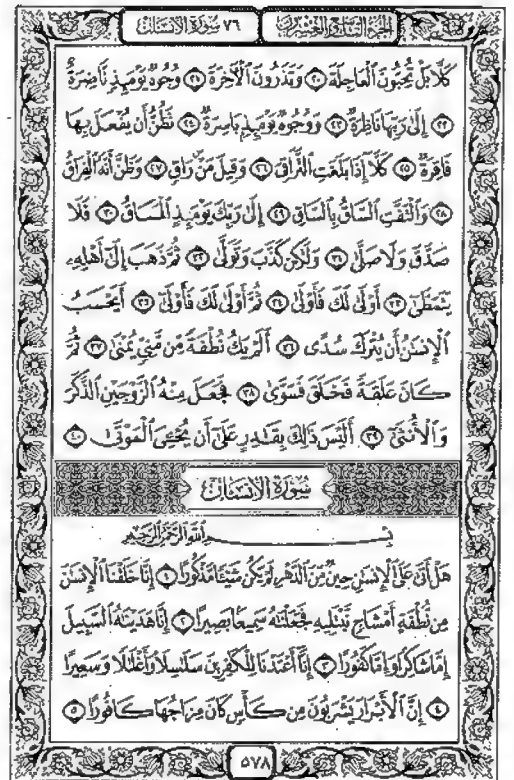 الجزء التاسع والعشرون
٧٦ سورة الإنسان
كَلَّا بَلْ تُحِبُّونَ ٱلْعَاجِلَةَ ٢٠ وَتَذَرُونَ ٱلْآخِرَةَ ٢١ وُجُوهٌ يَوْمَئِذٍ نَّاضِرَةٌ
٢٢ إِلَىٰ رَبِّهَا نَاظِرَةٌ ٢٣ وَوُجُوهٌ يَوْمَئِذٍ بَاسِرَةٌ ٢٤ تَظُنُّ أَن يُفْعَلَ بِهَا
فَاقِرَةٌ ٢٥ كَلَّا إِذَا بَلَغَتِ ٱلتَّرَاقِيَ ٢٦ وَقِيلَ مَنْ رَاقٍ ٢٧ وَظَنَّ أَنَّهُ ٱلْفِرَاقُ
٢٨ وَٱلْتَفَّتِ ٱلسَّاقُ بِٱلسَّاقِ ٢٩ إِلَىٰ رَبِّكَ يَوْمَئِذٍ ٱلْمَسَاقُ ٣٠ فَلَا
صَدَّقَ وَلَا صَلَّىٰ ٣١ وَلَٰكِن كَذَّبَ وَتَوَلَّىٰ ٣٢ ثُمَّ ذَهَبَ إِلَىٰ أَهْلِهِۦ
يَتَمَطَّىٰ ٣٣ أَوْلَىٰ لَكَ فَأَوْلَىٰ ٣٤ ثُمَّ أَوْلَىٰ لَكَ فَأَوْلَىٰ ٣٥ أَيَحْسَبُ
ٱلْإِنسَٰنُ أَن يُتْرَكَ سُدًى ٣٦ أَلَمْ يَكُ نُطْفَةً مِّن مَّنِيٍّ يُمْنَىٰ ٣٧ ثُمَّ
كَانَ عَلَقَةً فَخَلَقَ فَسَوَّىٰ ٣٨ فَجَعَلَ مِنْهُ ٱلزَّوْجَيْنِ ٱلذَّكَرَ
وَٱلْأُنثَىٰٓ ٣٩ أَلَيْسَ ذَٰلِكَ بِقَٰدِرٍ عَلَىٰٓ أَن يُحْـِۧيَ ٱلْمَوْتَىٰ ٤٠
سورة الإنسان
بِسْمِ ٱللَّهِ ٱلرَّحْمَٰنِ ٱلرَّحِيمِ
هَلْ أَتَىٰ عَلَى ٱلْإِنسَٰنِ حِينٌ مِّنَ ٱلدَّهْرِ لَمْ يَكُن شَيْـًٔا مَّذْكُورًا ١ إِنَّا خَلَقْنَا ٱلْإِنسَٰنَ
مِن نُّطْفَةٍ أَمْشَاجٍ نَّبْتَلِيهِ فَجَعَلْنَٰهُ سَمِيعًۢا بَصِيرًا ٢ إِنَّا هَدَيْنَٰهُ ٱلسَّبِيلَ
إِمَّا شَاكِرًا وَإِمَّا كَفُورًا ٣ إِنَّآ أَعْتَدْنَا لِلْكَٰفِرِينَ سَلَٰسِلَا۟ وَأَغْلَٰلًا وَسَعِيرًا
٤ إِنَّ ٱلْأَبْرَارَ يَشْرَبُونَ مِن كَأْسٍ كَانَ مِزَاجُهَا كَافُورًا ٥
٥٧٨